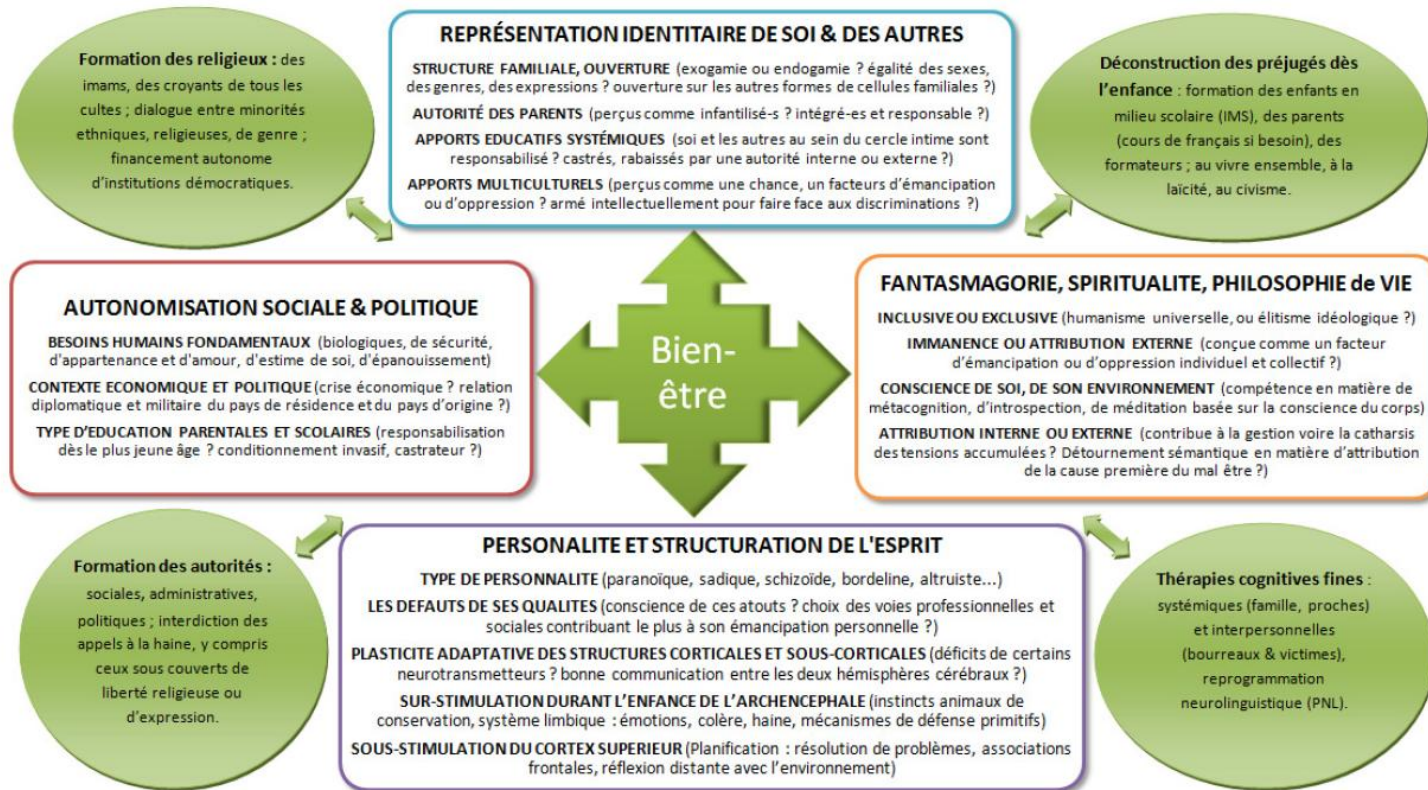 Formation des religieux : des
imams, des croyants de tous les
cultes ; dialogue entre minorités
ethniques, religieuses, de genre ;
financement autonome
d'institutions démocratiques.
REPRÉSENTATION IDENTITAIRE DE SOI & DES AUTRES
STRUCTURE FAMILIALE, OUVERTURE (exogamie ou endogamie ? égalité des sexes,
des genres, des expressions ? ouverture sur les autres formes de cellules familiales ?)
AUTORITÉ DES PARENTS (perçus comme infantilisé-s ? intégré-es et responsable ?)
APPORTS EDUCATIFS SYSTÉMIQUES (soi et les autres au sein du cercle intime sont
responsabilisé ? castrés, rabaissés par une autorité interne ou externe ?)
APPORTS MULTICULTURELS (perçus comme une chance, un facteurs d'émancipation
ou d'oppression ? armé intellectuellement pour faire face aux discriminations ?)
Déconstruction des préjugés dès
l'enfance : formation des enfants en
milieu scolaire (IMS), des parents
(cours de français si besoin), des
formateurs ; au vivre ensemble, à la
laïcité, au civisme.
AUTONOMISATION SOCIALE & POLITIQUE
BESOINS HUMAINS FONDAMENTAUX (biologiques, de sécurité,
d'appartenance et d'amour, d'estime de soi, d'épanouissement)
CONTEXTE ECONOMIQUE ET POLITIQUE (crise économique ? relation
diplomatique et militaire du pays de résidence et du pays d'origine ?)
TYPE D'EDUCATION PARENTALES ET SCOLAIRES (responsabilisation
dès le plus jeune âge ? conditionnement invasif, castrateur ?)
Bien-
être
FANTASMAGORIE, SPIRITUALITE, PHILOSOPHIE de VIE
INCLUSIVE OU EXCLUSIVE (humanisme universelle, ou élitisme idéologique ?)
IMMANENCE OU ATTRIBUTION EXTERNE (conçue comme un facteur
d'émancipation ou d'oppression individuel et collectif ?)
CONSCIENCE DE SOI, DE SON ENVIRONNEMENT (compétence en matière de
métacognition, d'introspection, de méditation basée sur la conscience du corps)
ATTRIBUTION INTERNE OU EXTERNE (contribue à la gestion voire la catharsis
des tensions accumulées ? Détournement sémantique en matière d'attribution
de la cause première du mal être ?)
Formation des autorités :
sociales, administratives,
politiques ; interdiction des
appels à la haine, y compris
ceux sous couverts de
liberté religieuse ou
d'expression.
PERSONALITE ET STRUCTURATION DE L'ESPRIT
TYPE DE PERSONNALITE (paranoïque, sadique, schizoïde, bordeline, altruiste...)
LES DEFAUTS DE SES QUALITES (conscience de ces atouts ? choix des voies professionnelles et
sociales contribuant le plus à son émancipation personnelle ?)
PLASTICITE ADAPTATIVE DES STRUCTURES CORTICALES ET SOUS-CORTICALES (déficits de certains
neurotransmetteurs ? bonne communication entre les deux hémisphères cérébraux ?)
SUR-STIMULATION DURANT L'ENFANCE DE L'ARCHENCEPHALE (instincts animaux de
conservation, système limbique : émotions, colère, haine, mécanismes de défense primitifs)
SOUS-STIMULATION DU CORTEX SUPERIEUR (Planification : résolution de problèmes, associations
frontales, réflexion distante avec l'environnement)
Thérapies cognitives fines :
systémiques (famille, proches)
et interpersonnelles
(bourreaux & victimes),
reprogrammation
neurolinguistique (PNL).